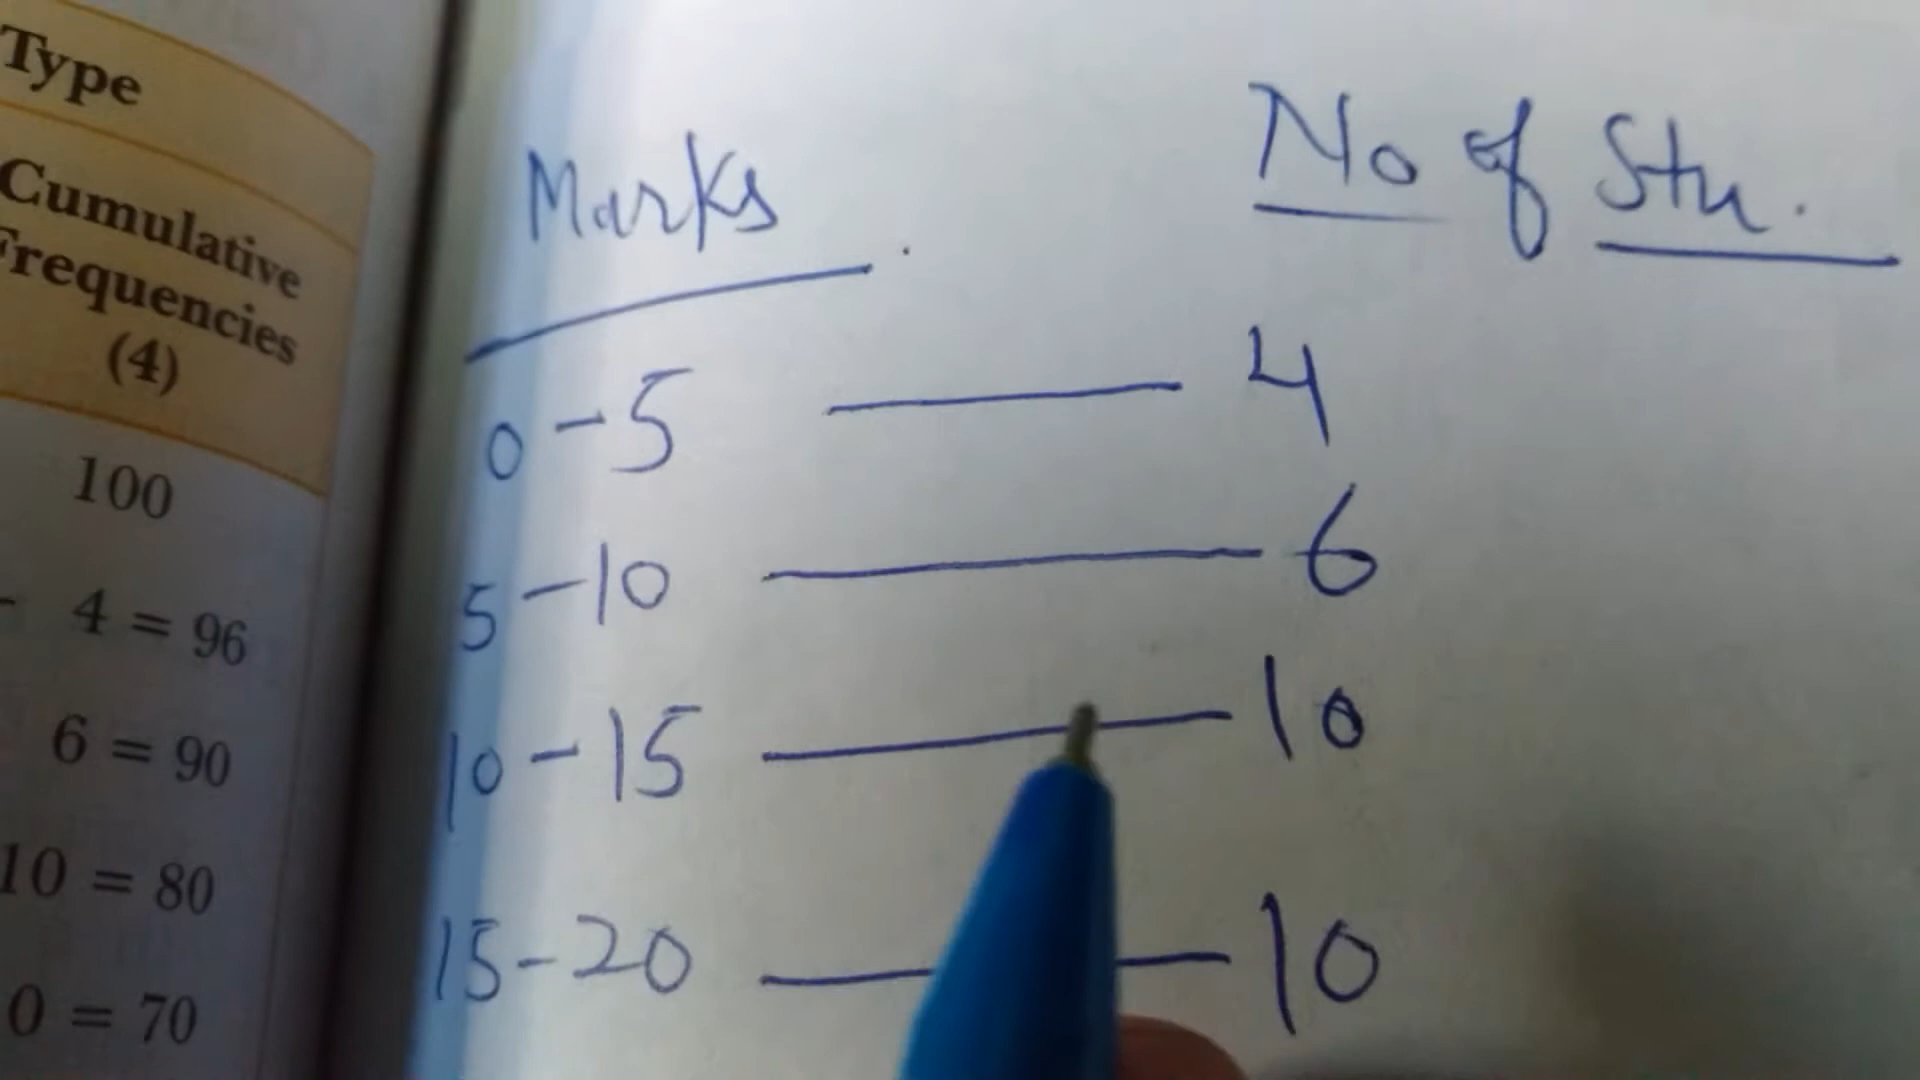 Type
Cumulative
Frequencies
(4)
100
- 4 = 96
6 = 90
10 = 80
0 = 70
Marks No of Stu.
0-5 — 4
5-10 — 6
10-15 — 10
15-20 — 10